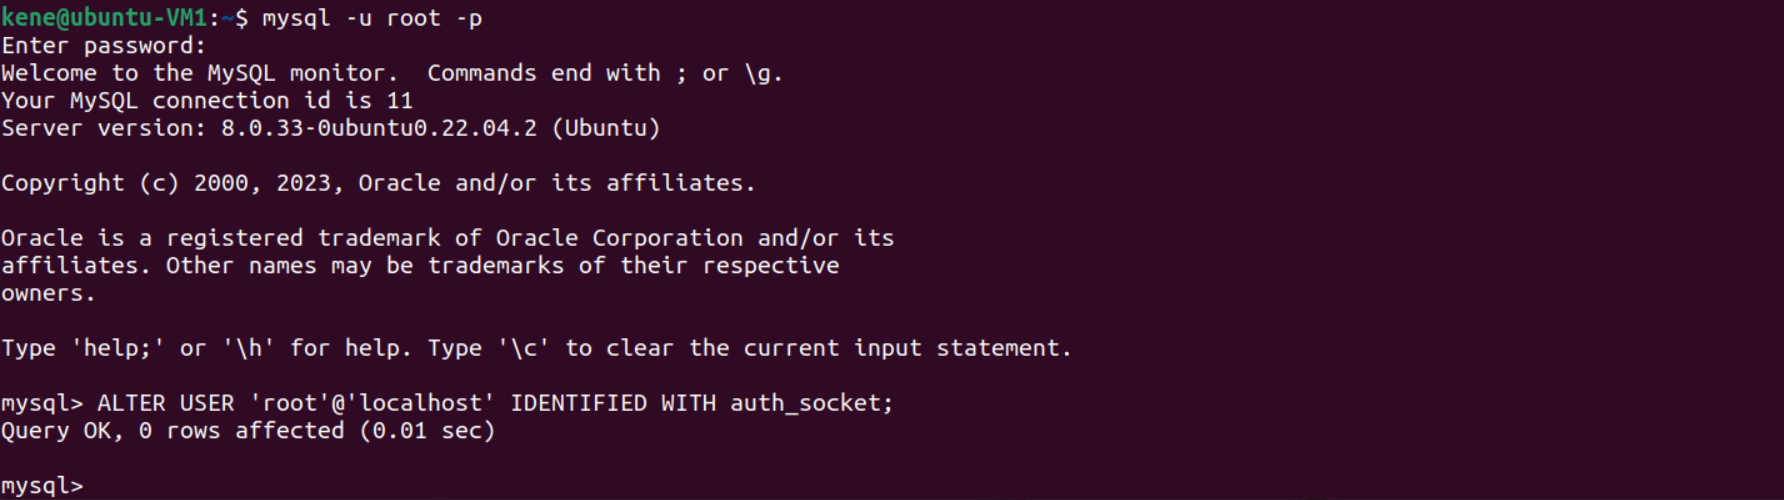 kene@ubuntu-VM1:~$ mysql -u root -p
Enter password:
Welcome to the MySQL monitor.  Commands end with ; or \g.
Your MySQL connection id is 11
Server version: 8.0.33-0ubuntu0.22.04.2 (Ubuntu)
Copyright (c) 2000, 2023, Oracle and/or its affiliates.
Oracle is a registered trademark of Oracle Corporation and/or its
affiliates. Other names may be trademarks of their respective
owners.
Type 'help;' or '\h' for help. Type '\c' to clear the current input statement.
mysql> ALTER USER 'root'@'localhost' IDENTIFIED WITH auth_socket;
Query OK, 0 rows affected (0.01 sec)
mysql>